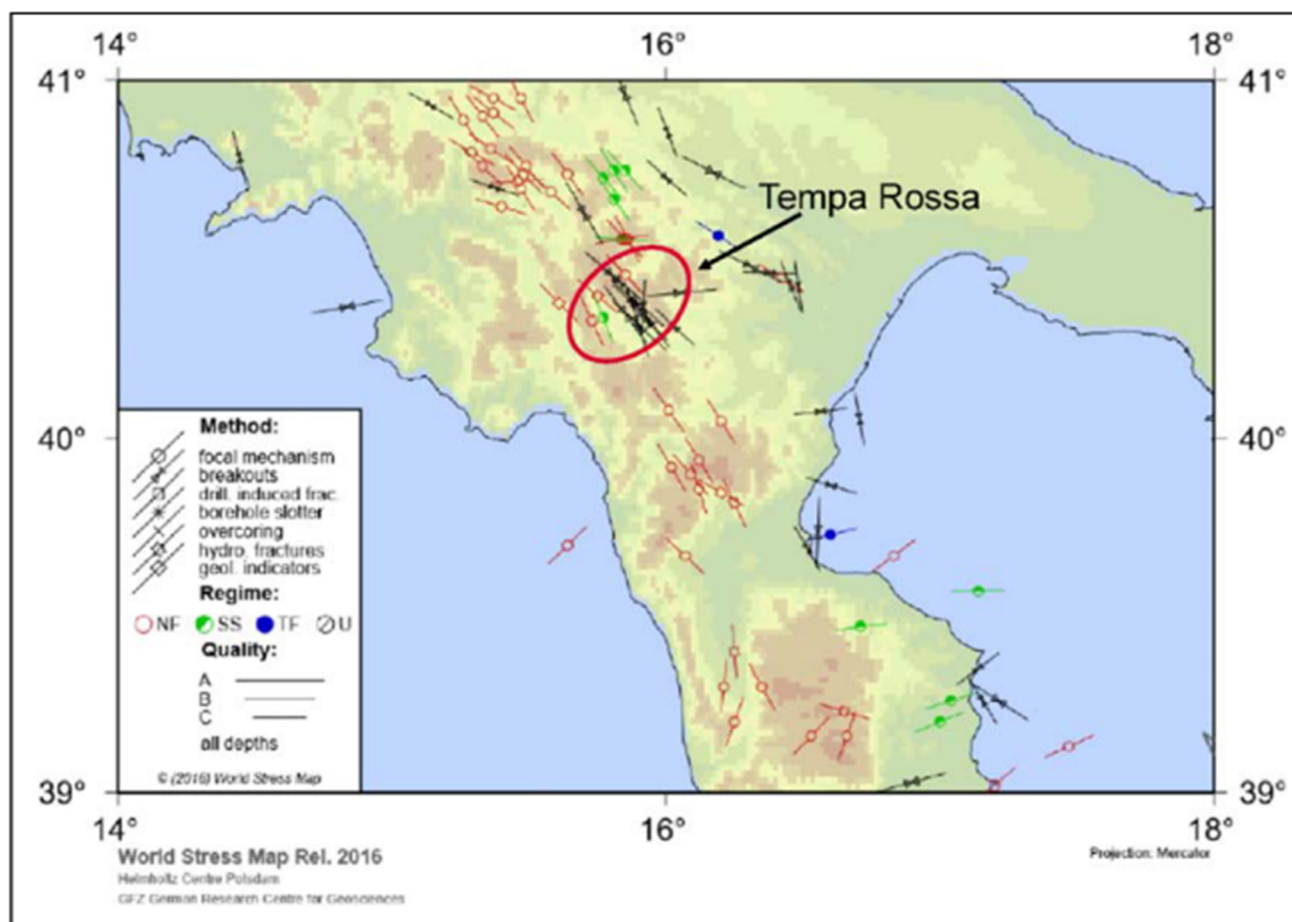 14° 16° 18°
41° 41°
Tempa Rossa
40° 40°
Method:
focal mechanism
breakouts
drill. induced frac.
borehole slotter
overcoring
hydro. fractures
geol. indicators
Regime:
NF SS TF U
Quality:
A
B
C
all depths
© (2016) World Stress Map
39° 39°
14° 16° 18°
World Stress Map Rel. 2016
Projection: Mercator
Helmholtz Centre Potsdam
GFZ German Research Centre for Geosciences